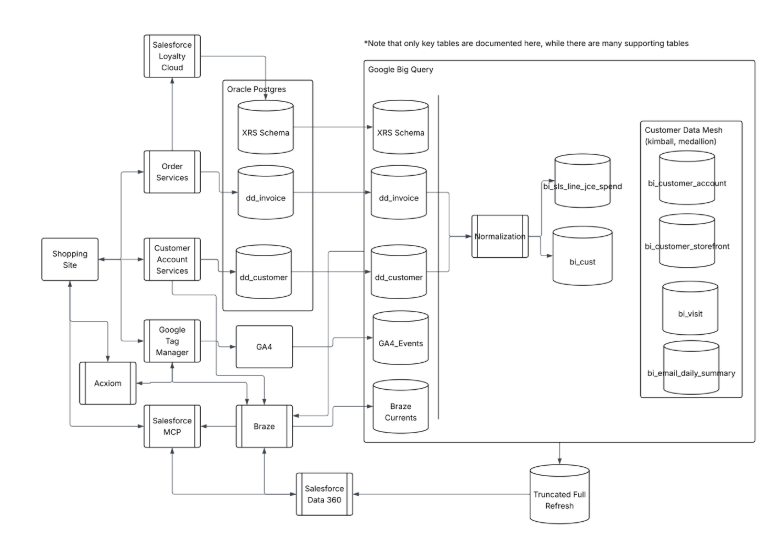 *Note that only key tables are documented here, while there are many supporting tables
Salesforce
Loyalty
Cloud
Google Big Query
Oracle Postgres
XRS Schema
XRS Schema
Customer Data Mesh
(kimball, medallion)
Order
Services
dd_invoice
dd_invoice
bi_sls_line_jce_spend
bi_customer_account
Normalization
Shopping
Site
Customer
Account
Services
dd_customer
dd_customer
bi_cust
bi_customer_storefront
Google
Tag
Manager
GA4
GA4_Events
bi_visit
Acxiom
bi_email_daily_summary
Salesforce
MCP
Braze
Braze
Currents
Salesforce
Data 360
Truncated Full
Refresh